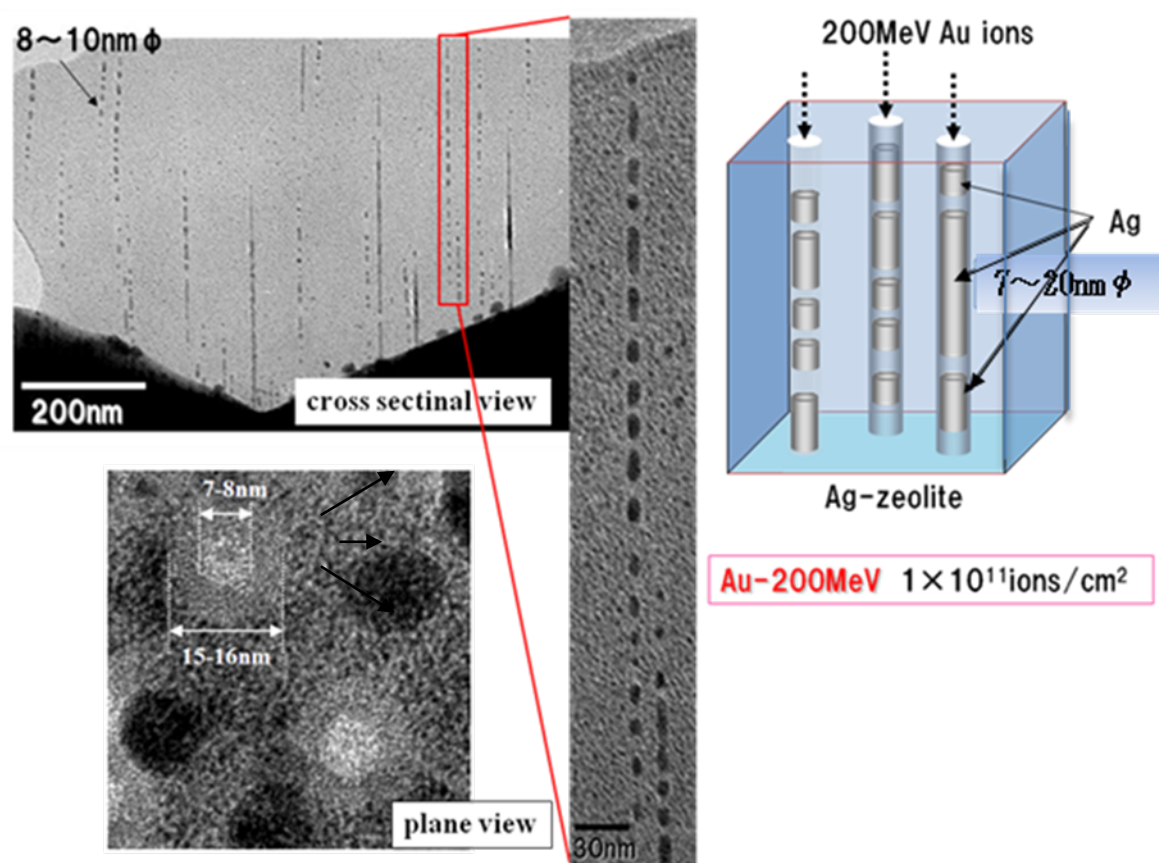 8～10nmφ
200nm
cross sectinal view
7-8nm
15-16nm
plane view
30nm
200MeV Au ions
Ag
7～20nmφ
Ag-zeolite
Au-200MeV 1×10¹¹ions/cm²